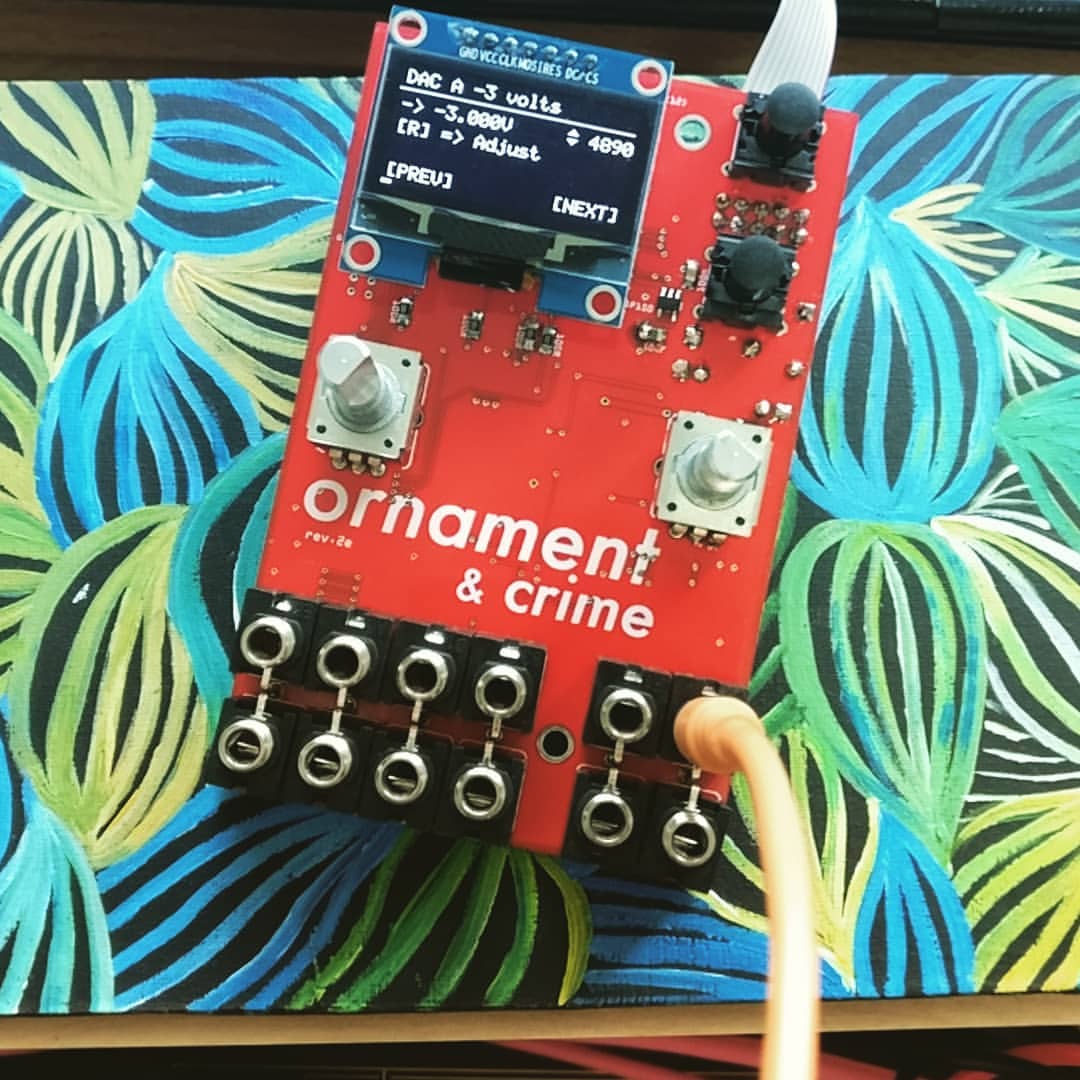 GND VCC CLK MOSI RES DC/CS
DAC A -3 volts
-> -3.000V
4890
[R] => Adjust
[PREV]
[NEXT]
ornament
rev.2e
& crime